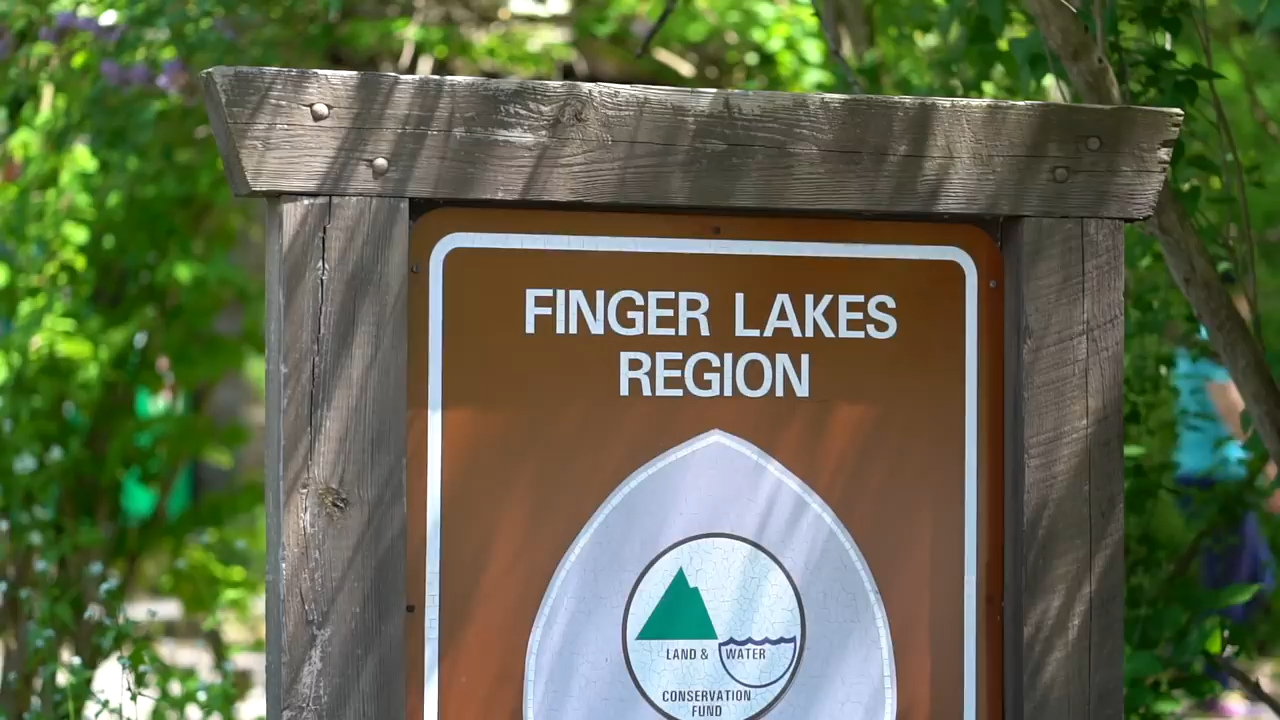 FINGER LAKES
REGION
LAND & WATER
CONSERVATION
FUND